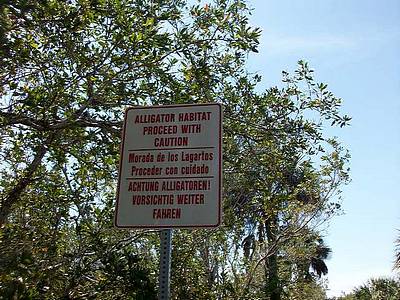 ALLIGATOR HABITAT
PROCEED WITH
CAUTION
Morada de los Lagartos
Proceder con cuidado
ACHTUNG ALLIGATOREN!
VORSICHTIG WEITER
FAHREN